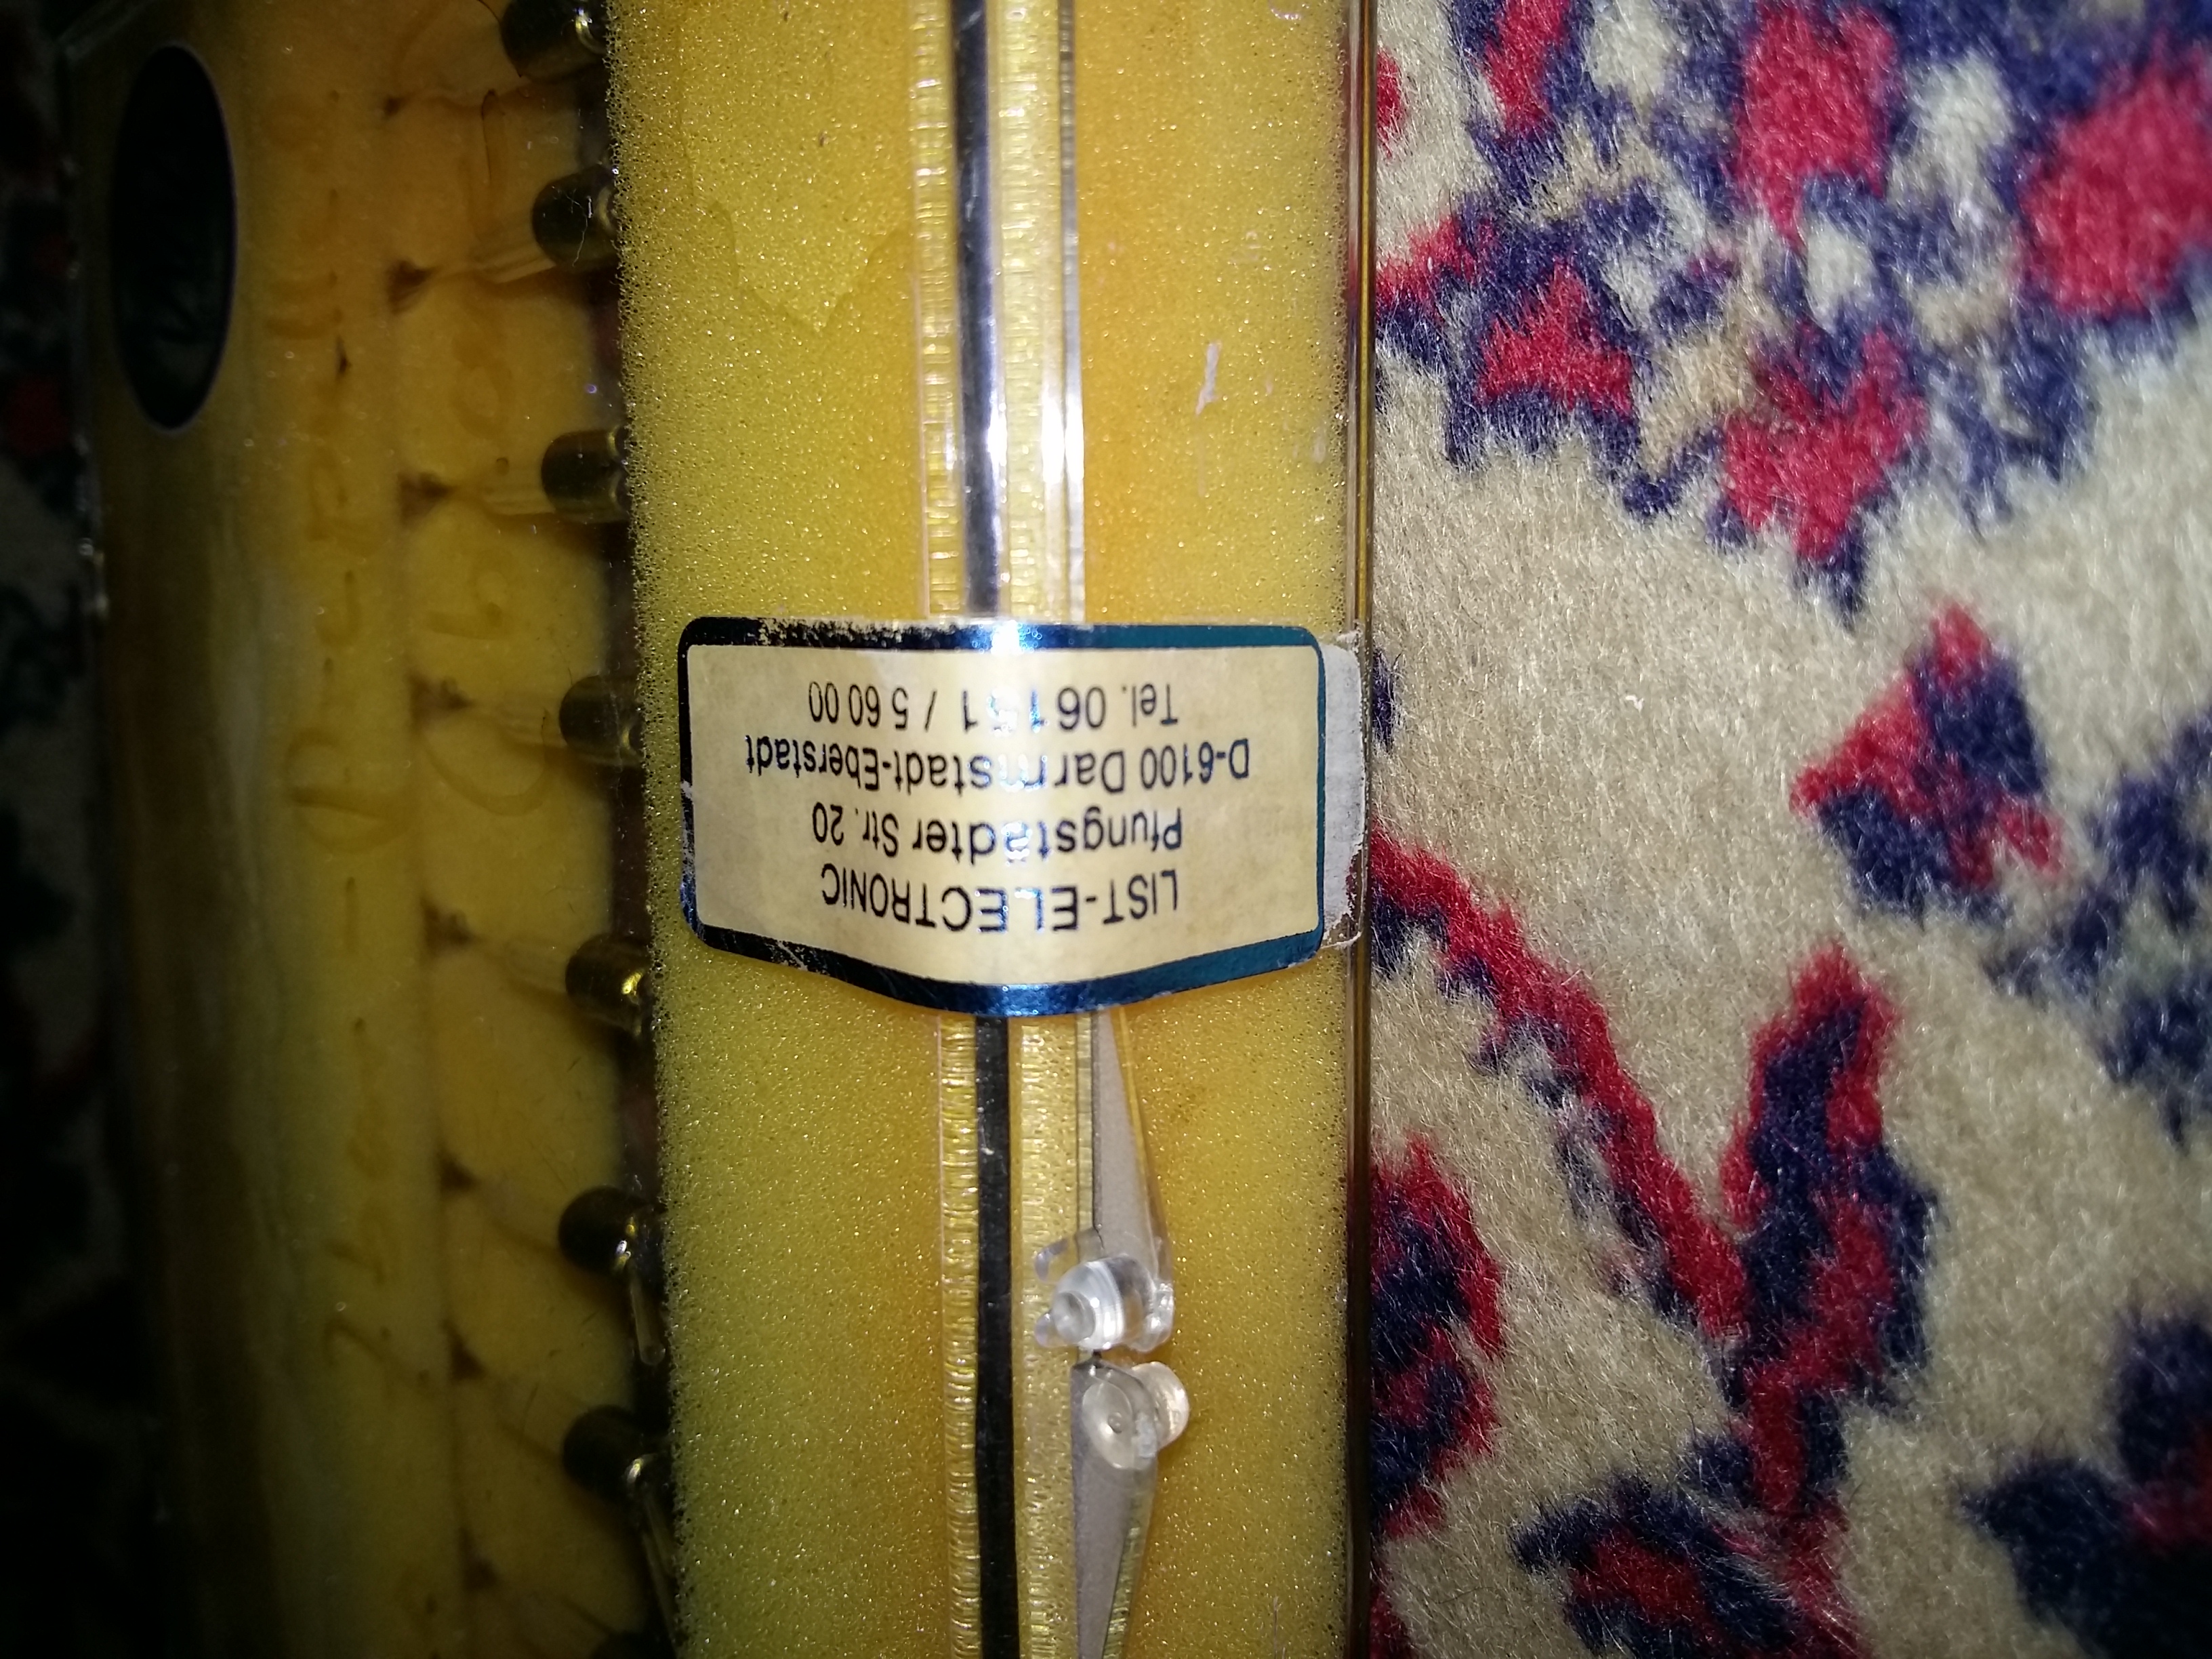 LIST-ELECTRONIC
Pfungstädter Str. 20
D-6100 Darmstadt-Eberstadt
Tel. 06151 / 5 60 00